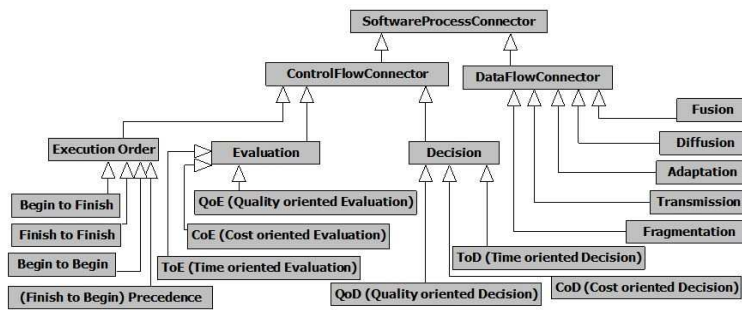 SoftwareProcessConnector
ControlFlowConnector
DataFlowConnector
Fusion
Execution Order
Evaluation
Decision
Diffusion
Adaptation
Begin to Finish
QoE (Quality oriented Evaluation)
Transmission
Finish to Finish
CoE (Cost oriented Evaluation)
Fragmentation
Begin to Begin
ToE (Time oriented Evaluation)
ToD (Time oriented Decision)
(Finish to Begin) Precedence
QoD (Quality oriented Decision)
CoD (Cost oriented Decision)